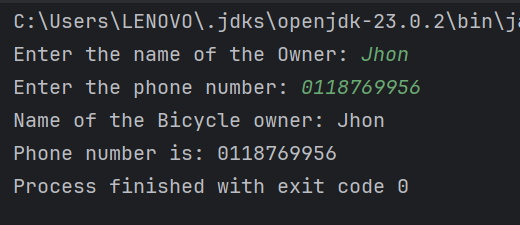 C:\Users\LENOVO\.jdks\openjdk-23.0.2\bin\ja
Enter the name of the Owner: Jhon
Enter the phone number: 0118769956
Name of the Bicycle owner: Jhon
Phone number is: 0118769956
Process finished with exit code 0